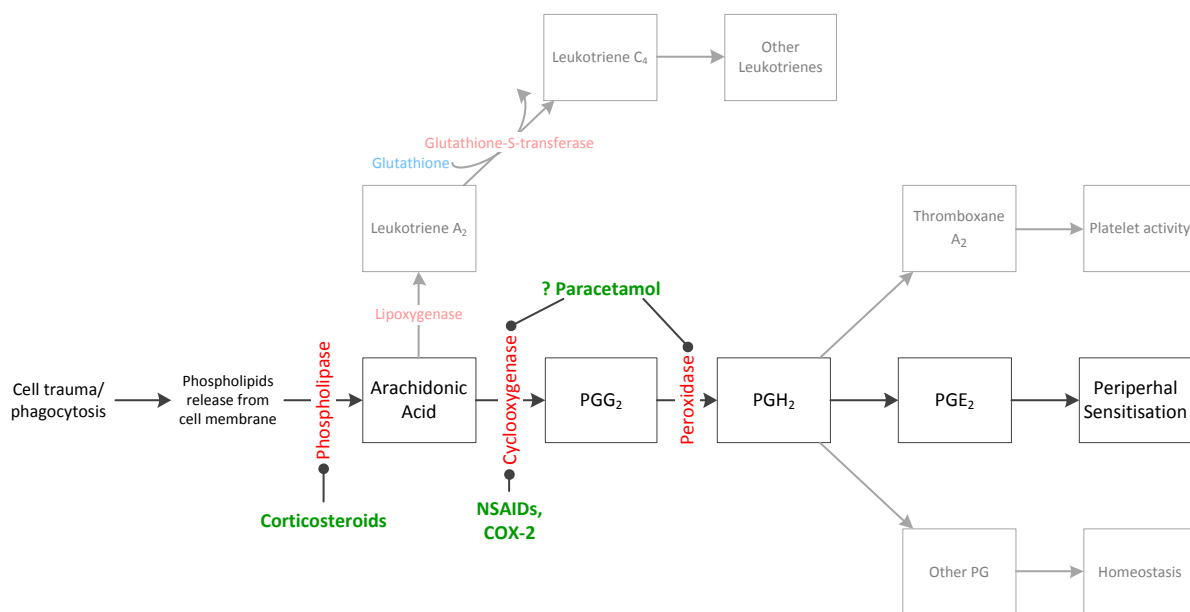 Leukotriene C₄
Other
Leukotrienes
Glutathione-S-transferase
Glutathione
Leukotriene A₂
Thromboxane
A₂
Platelet activity
? Paracetamol
Lipoxygenase
Cell trauma/
phagocytosis
Phospholipids
release from
cell membrane
Phospholipase
Arachidonic
Acid
Cyclooxygenase
PGG₂
Peroxidase
PGH₂
PGE₂
Periperhal
Sensitisation
Corticosteroids
NSAIDs,
COX-2
Other PG
Homeostasis